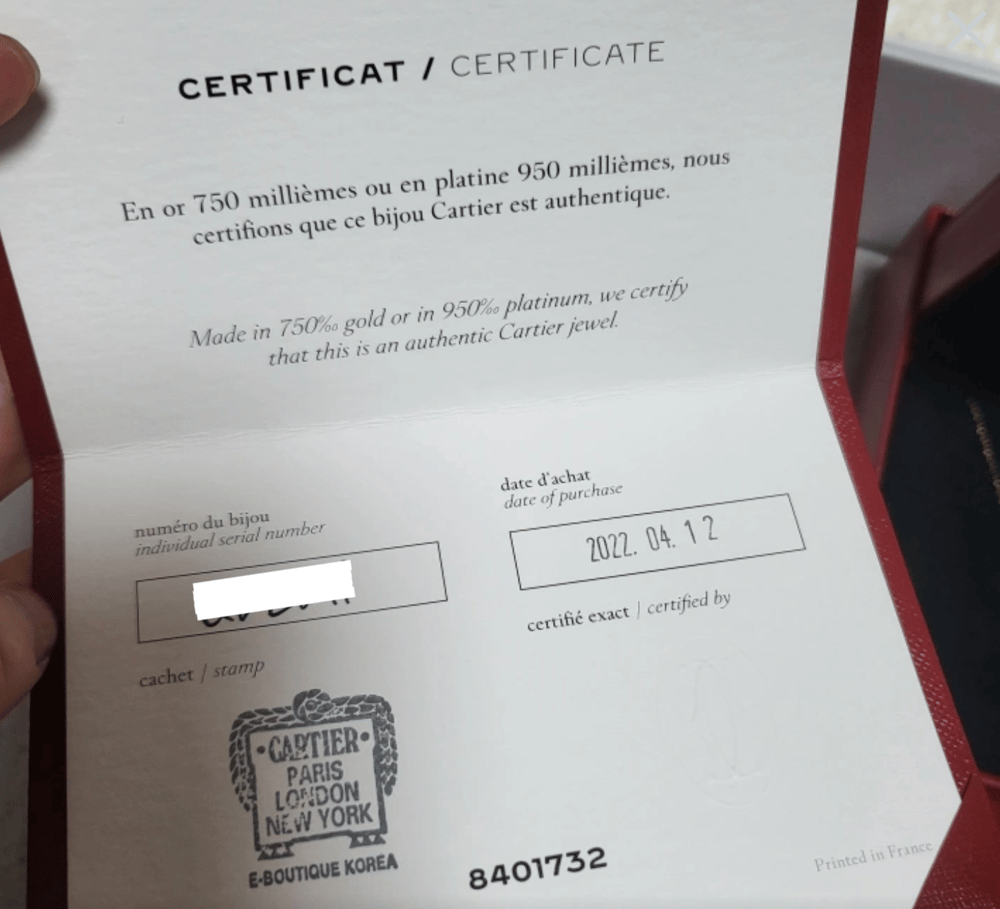 CERTIFICAT / CERTIFICATE
En or 750 millièmes ou en platine 950 millièmes, nous
certifions que ce bijou Cartier est authentique.
Made in 750‰ gold or in 950‰ platinum, we certify
that this is an authentic Cartier jewel.
numéro du bijou
individual serial number
date d'achat
date of purchase
2022. 04. 12
cachet / stamp
certifié exact | certified by
·CARTIER·
PARIS
LONDON
NEW YORK
E-BOUTIQUE KOREA
8401732
Printed in France